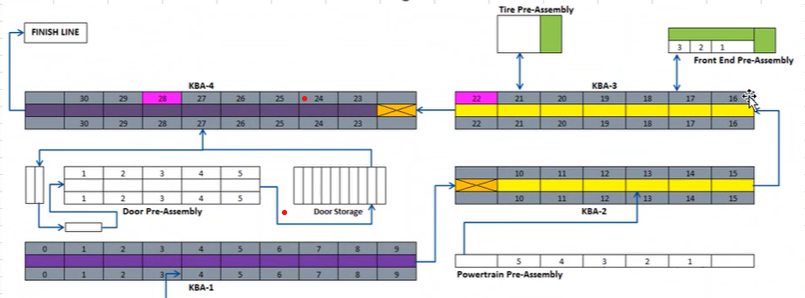 Tire Pre-Assembly
FINISH LINE
3 2 1
Front End Pre-Assembly
KBA-4
KBA-3
30 29 28 27 26 25 24 23
22 21 20 19 18 17 16
30 29 28 27 26 25 24 23
22 21 20 19 18 17 16
1 2 3 4 5
10 11 12 13 14 15
1 2 3 4 5
10 11 12 13 14 15
Door Pre-Assembly
Door Storage
KBA-2
0 1 2 3 4 5 6 7 8 9
5 4 3 2 1
0 1 2 3 4 5 6 7 8 9
Powertrain Pre-Assembly
KBA-1